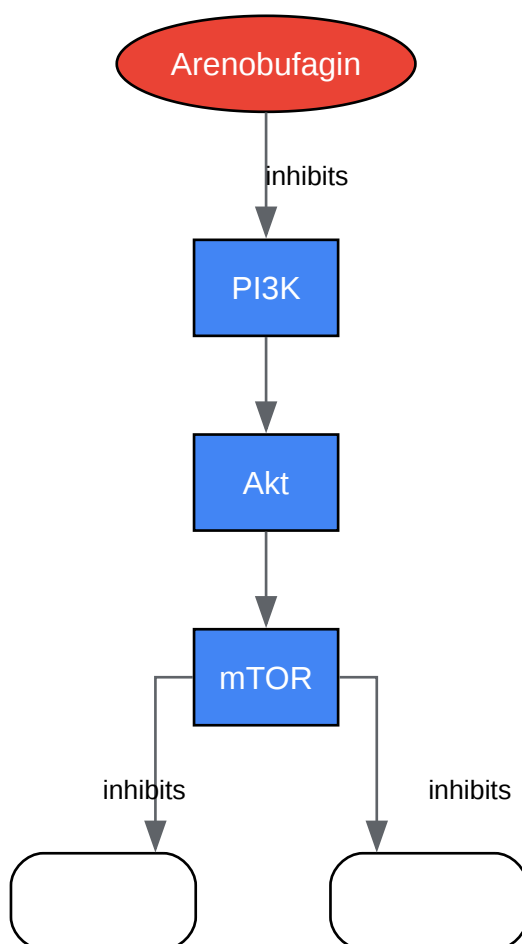 Arenobufagin
inhibits
PI3K
Akt
mTOR
inhibits
inhibits